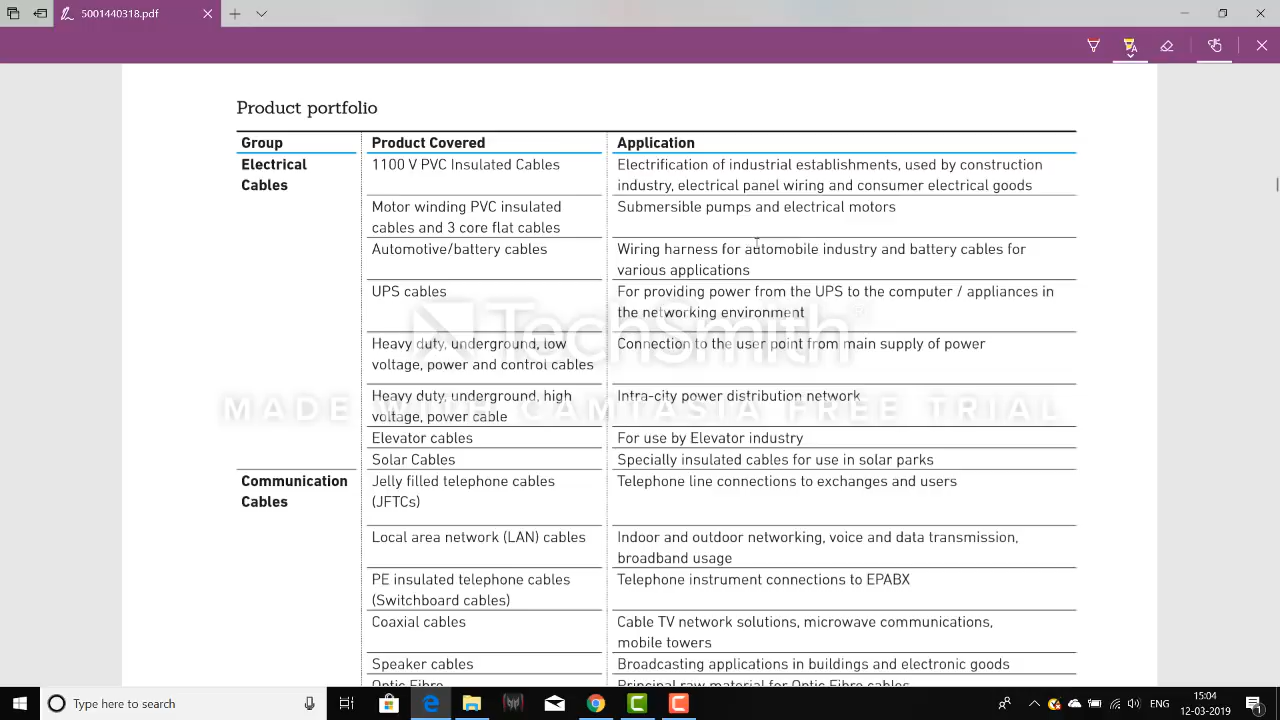 5001440318.pdf
Product portfolio
Group Product Covered Application
Electrical 1100 V PVC Insulated Cables Electrification of industrial establishments, used by construction
Cables industry, electrical panel wiring and consumer electrical goods
Motor winding PVC insulated Submersible pumps and electrical motors
cables and 3 core flat cables
Automotive/battery cables Wiring harness for automobile industry and battery cables for
various applications
UPS cables For providing power from the UPS to the computer / appliances in
the networking environment
TechSmith
Heavy duty, underground, low Connection to the user point from main supply of power
voltage, power and control cables
Heavy duty, underground, high Intra-city power distribution network
MADE WITH CAMTASIA FREE TRIAL
voltage, power cable
Elevator cables For use by Elevator industry
Solar Cables Specially insulated cables for use in solar parks
Communication Jelly filled telephone cables Telephone line connections to exchanges and users
Cables (JFTCs)
Local area network (LAN) cables Indoor and outdoor networking, voice and data transmission,
broadband usage
PE insulated telephone cables Telephone instrument connections to EPABX
(Switchboard cables)
Coaxial cables Cable TV network solutions, microwave communications,
mobile towers
Speaker cables Broadcasting applications in buildings and electronic goods
Optic Fibre Principal raw material for Optic Fibre cables
Type here to search
ENG
15:04
12-03-2019
1